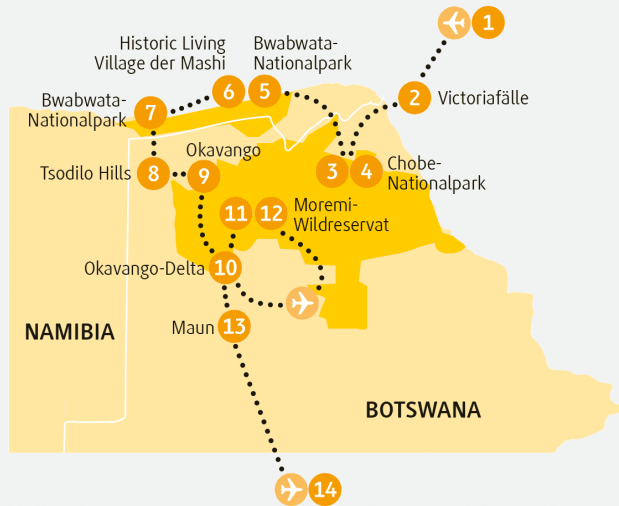 1
Historic Living
Village der Mashi
Bwabwata-
Nationalpark
6
5
2
Victoriafälle
Bwabwata-
Nationalpark
7
Tsodilo Hills
8
Okavango
9
3
4
Chobe-
Nationalpark
11
12
Moremi-
Wildreservat
Okavango-Delta
10
Maun
13
NAMIBIA
BOTSWANA
14